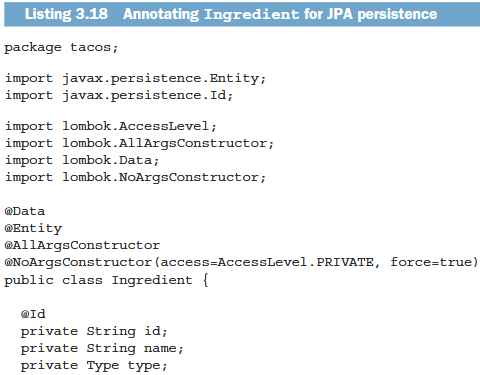 Listing 3.18 Annotating Ingredient for JPA persistence
package tacos;
import javax.persistence.Entity;
import javax.persistence.Id;
import lombok.AccessLevel;
import lombok.AllArgsConstructor;
import lombok.Data;
import lombok.NoArgsConstructor;
@Data
@Entity
@AllArgsConstructor
@NoArgsConstructor(access=AccessLevel.PRIVATE, force=true)
public class Ingredient {
@Id
private String id;
private String name;
private Type type;